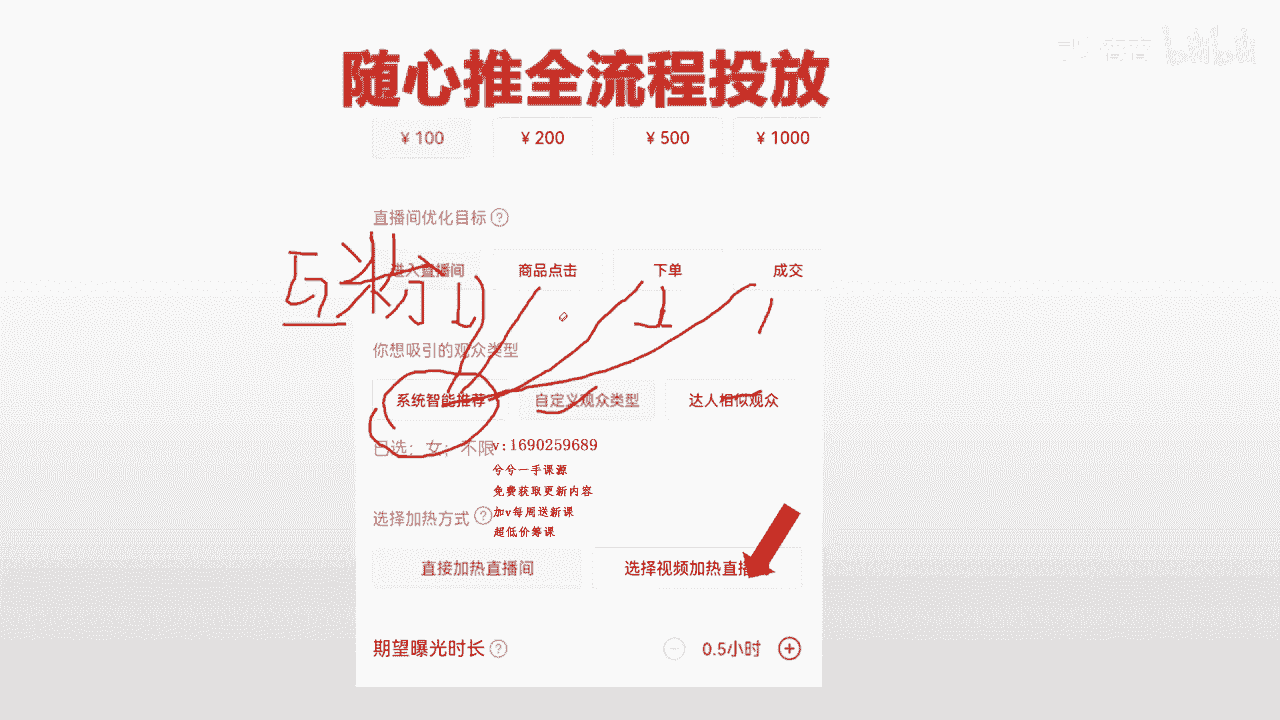 随心推全流程投放
¥ 100 ¥ 200 ¥ 500 ¥ 1000
直播间优化目标 ?
进入直播间 商品点击 下单 成交
你想吸引的观众类型
系统智能推荐 自定义观众类型 达人相似观众
已选：女；不限
v:1690259689
兮兮一手课源
免费获取更新内容
选择加热方式 ?
加v每周送新课
超低价筹课
直接加热直播间 选择视频加热直播
期望曝光时长 ? 0.5小时